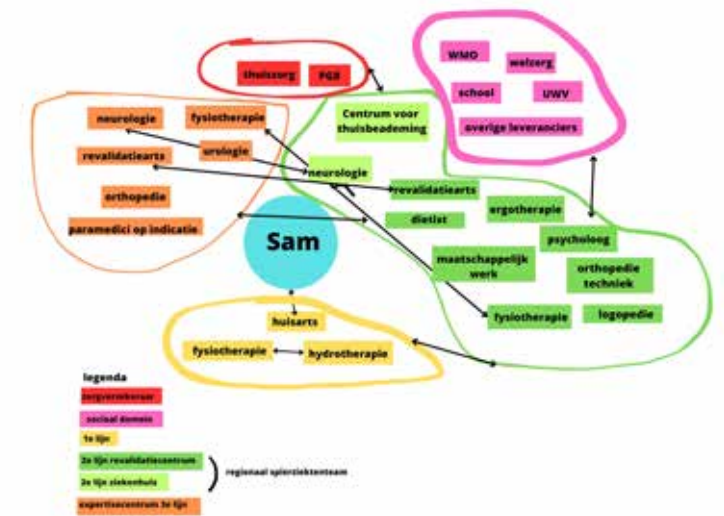 WMO
welzorg
school
UWV
overige leveranciers
thuiszorg
PGB
Centrum voor
thuisbeademing
neurologie
fysiotherapie
urologie
revalidatiearts
orthopedie
paramedici op indicatie
neurologie
revalidatiearts
dietist
ergotherapie
psycholoog
maatschappelijk
werk
orthopedie
techniek
fysiotherapie
logopedie
Sam
huisarts
fysiotherapie
hydrotherapie
legenda
zorgverzekeraar
sociaal domein
1e lijn
2e lijn revalidatiecentrum
2e lijn ziekenhuis
regionaal spierziektenteam
expertisecentrum 3e lijn